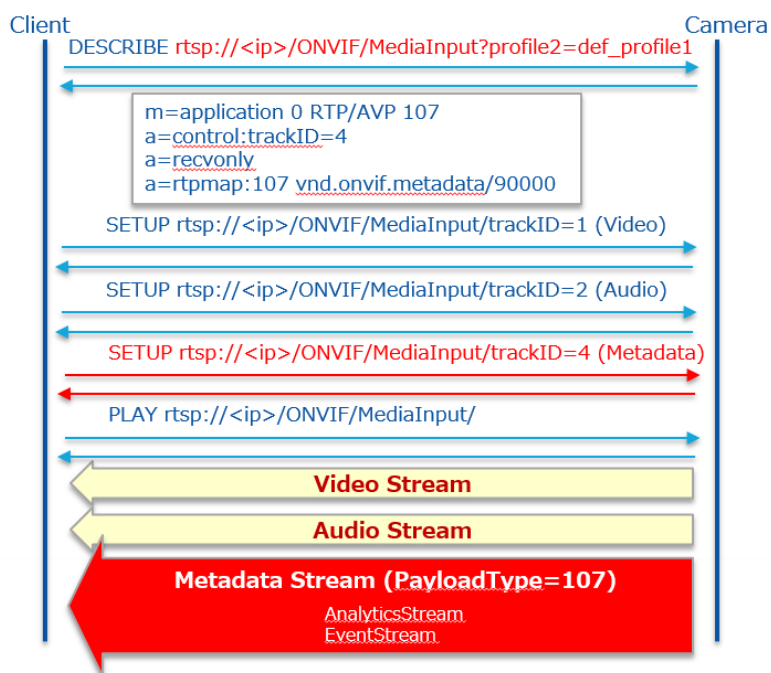 Client
Camera
DESCRIBE rtsp://<ip>/ONVIF/MediaInput?profile2=def_profile1
m=application 0 RTP/AVP 107
a=control:trackID=4
a=recvonly
a=rtpmap:107 vnd.onvif.metadata/90000
SETUP rtsp://<ip>/ONVIF/MediaInput/trackID=1 (Video)
SETUP rtsp://<ip>/ONVIF/MediaInput/trackID=2 (Audio)
SETUP rtsp://<ip>/ONVIF/MediaInput/trackID=4 (Metadata)
PLAY rtsp://<ip>/ONVIF/MediaInput/
Video Stream
Audio Stream
Metadata Stream (PayloadType=107)
AnalyticsStream
EventStream